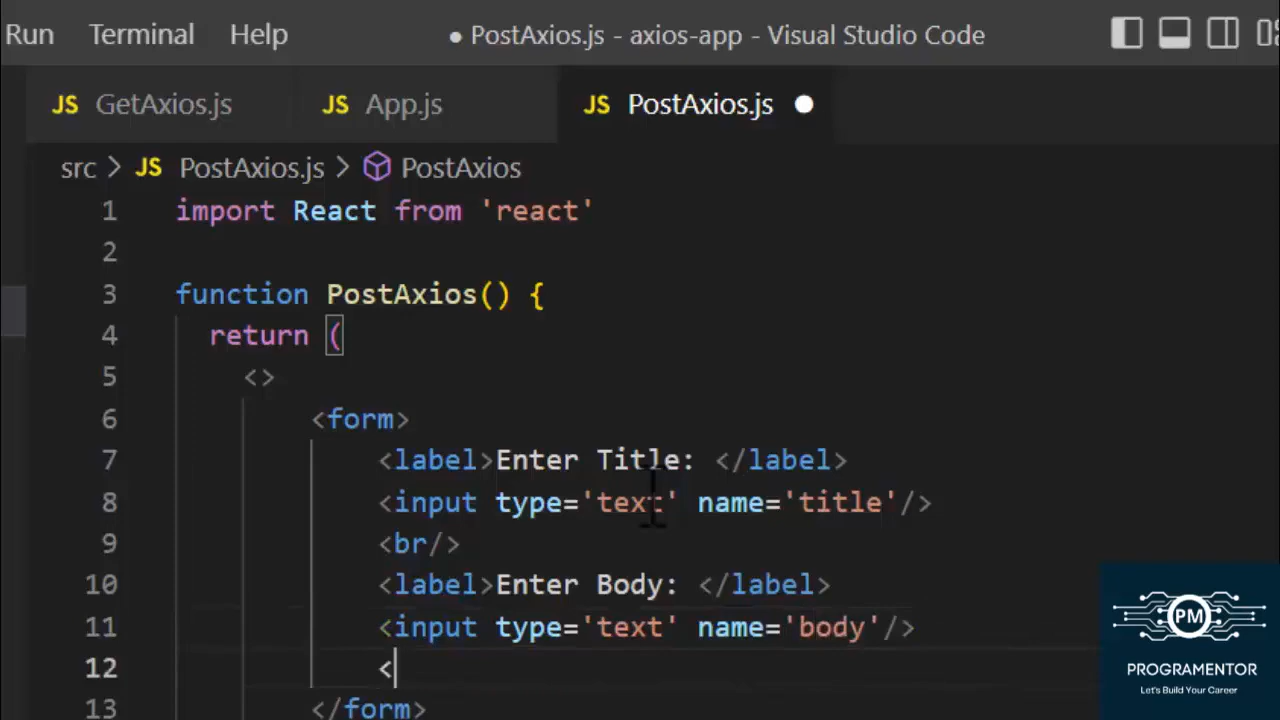 Run Terminal Help ● PostAxios.js - axios-app - Visual Studio Code
JS GetAxios.js JS App.js JS PostAxios.js ●
src > JS PostAxios.js > PostAxios
1 import React from 'react'
2
3 function PostAxios() {
4 return (
5 <>
6 <form>
7 <label>Enter Title: </label>
8 <input type='text' name='title'/>
9 <br/>
10 <label>Enter Body: </label>
11 <input type='text' name='body'/>
12 <
13 </form>
PM
PROGRAMENTOR
Let's Build Your Career